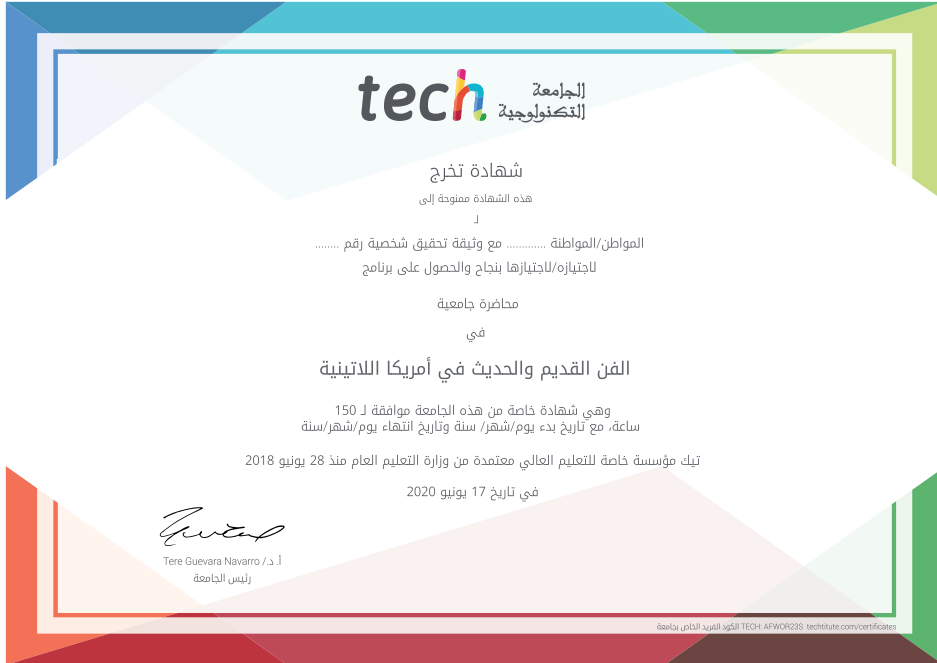 tech الجامعة
التكنولوجية
شهادة تخرج
هذه الشهادة ممنوحة إلى
لـ
المواطن/المواطنة ............ مع وثيقة تحقيق شخصية رقم ........
لاجتيازه/لاجتيازها بنجاح والحصول على برنامج
محاضرة جامعية
في
الفن القديم والحديث في أمريكا اللاتينية
وهي شهادة خاصة من هذه الجامعة موافقة لـ 150
ساعة، مع تاريخ بدء يوم/شهر/ سنة وتاريخ انتهاء يوم/شهر/سنة
تيك مؤسسة خاصة للتعليم العالي معتمدة من وزارة التعليم العام منذ 28 يونيو 2018
في تاريخ 17 يونيو 2020
أ. د./ Tere Guevara Navarro
رئيس الجامعة
الكود الفريد الخاص بجامعة TECH: AFWOR23S techtitute.com/certificates